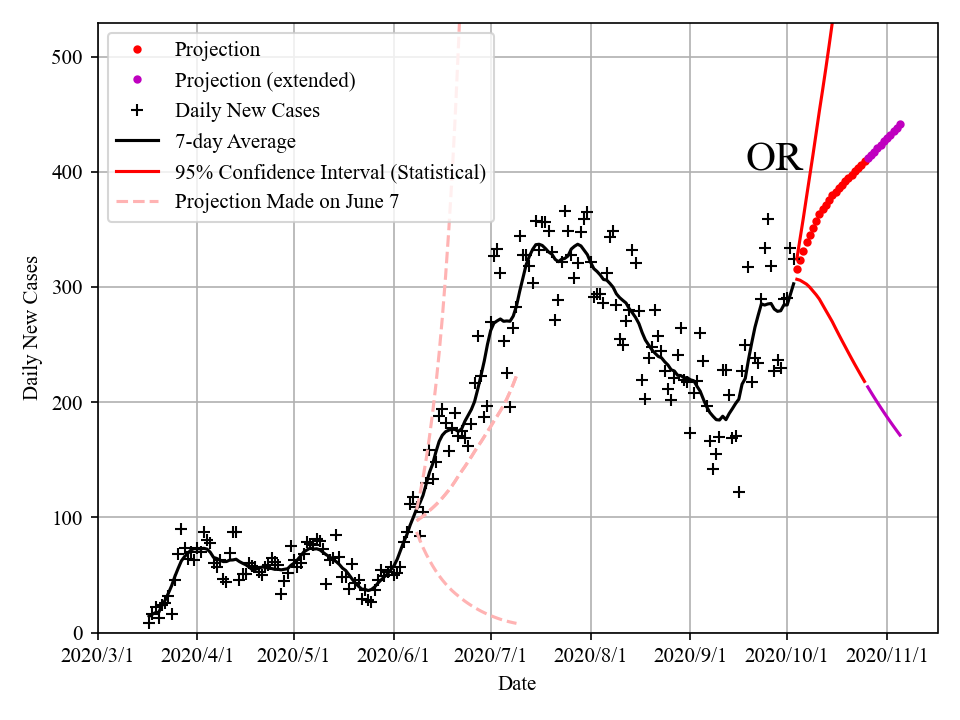 500
400
300
200
100
0
Daily New Cases
Projection
Projection (extended)
Daily New Cases
7-day Average
95% Confidence Interval (Statistical)
Projection Made on June 7
OR
2020/3/1 2020/4/1 2020/5/1 2020/6/1 2020/7/1 2020/8/1 2020/9/1 2020/10/1 2020/11/1
Date